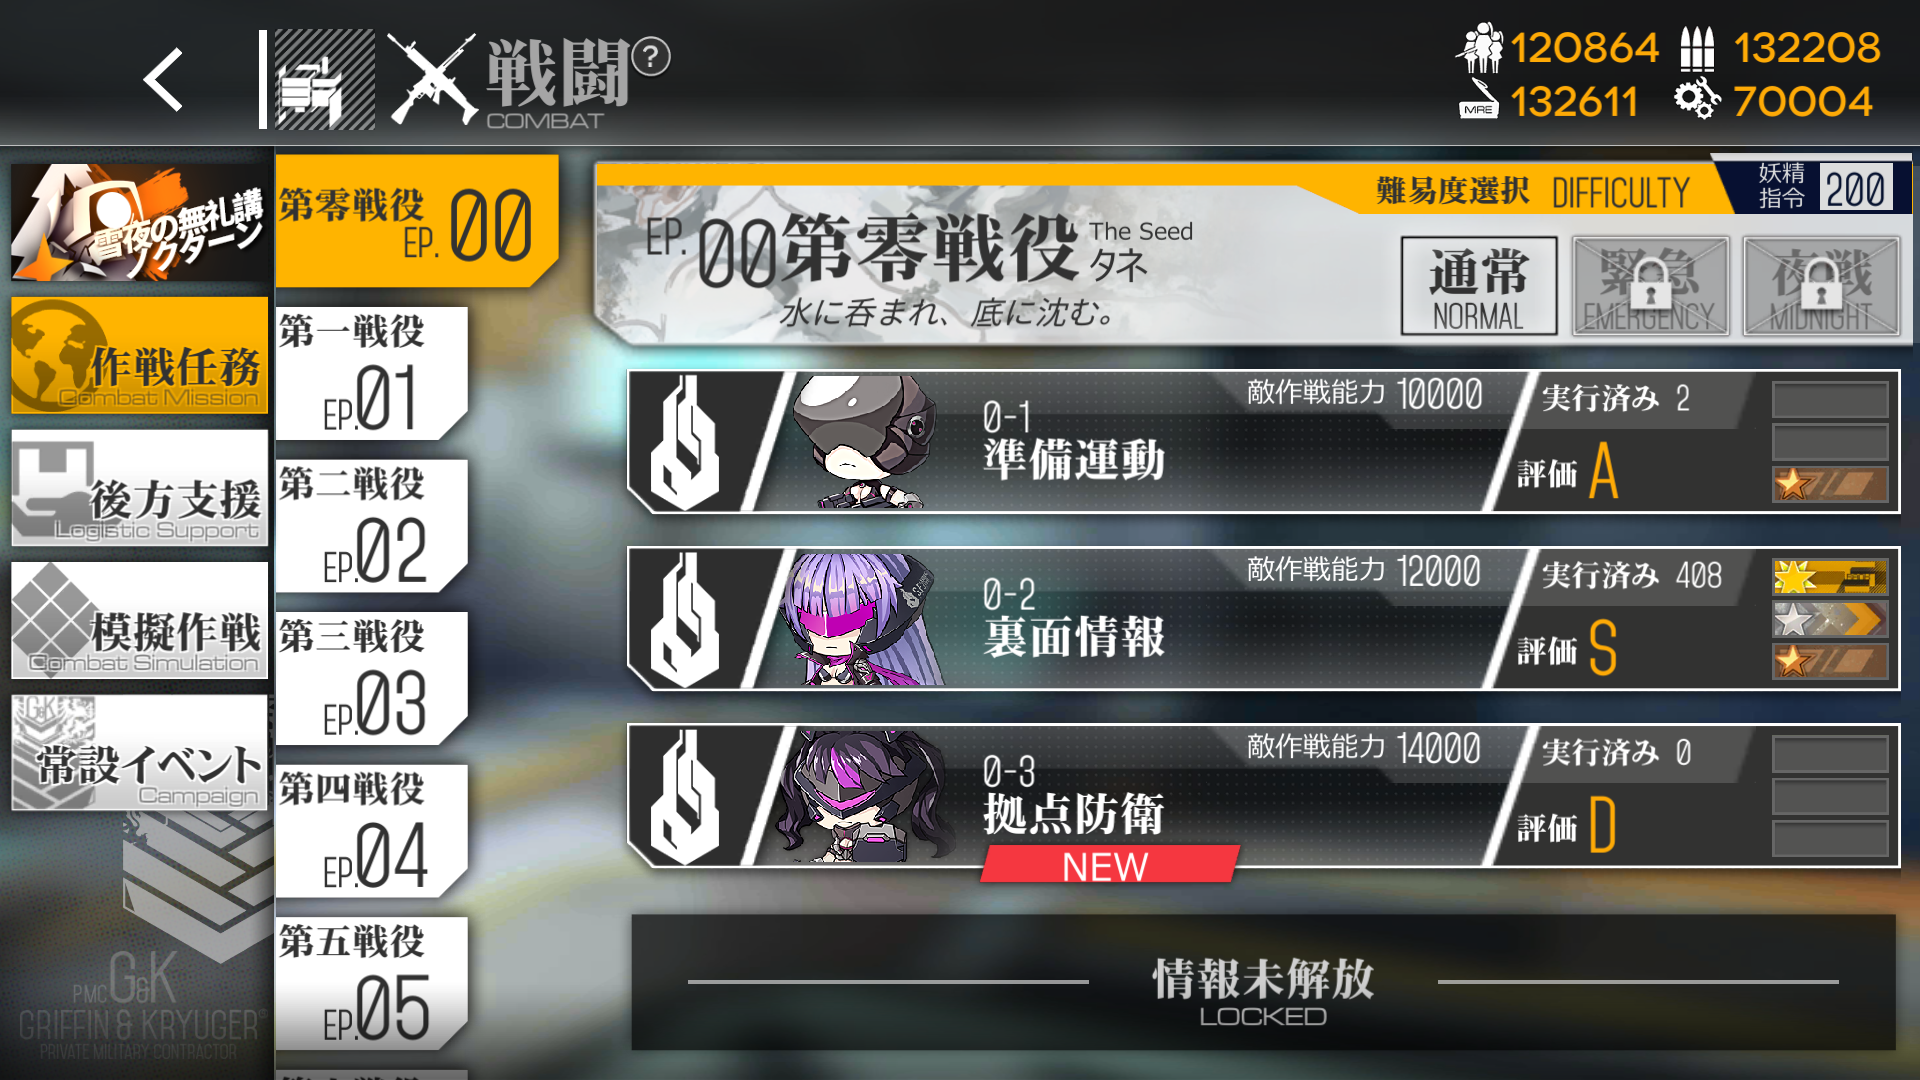 戦闘
COMBAT
?
120864
132208
MRE
132611
70004
雪夜の無礼講
ノクターン
作戦任務
Combat Mission
後方支援
Logistic Support
模擬作戦
Combat Simulation
常設イベント
Campaign
PMC G&K
GRIFFIN & KRYUGER
PRIVATE MILITARY CONTRACTOR
第零戦役
EP.00
第一戦役
EP.01
第二戦役
EP.02
第三戦役
EP.03
第四戦役
EP.04
第五戦役
EP.05
難易度選択 DIFFICULTY
妖精指令 200
EP.00 第零戦役 The Seed
タネ
水に呑まれ、底に沈む。
通常
NORMAL
緊急
EMERGENCY
夜戦
MIDNIGHT
0-1
準備運動
敵作戦能力 10000
実行済み 2
評価 A
0-2
裏面情報
敵作戦能力 12000
実行済み 408
評価 S
0-3
拠点防衛
NEW
敵作戦能力 14000
実行済み 0
評価 D
情報未解放
LOCKED